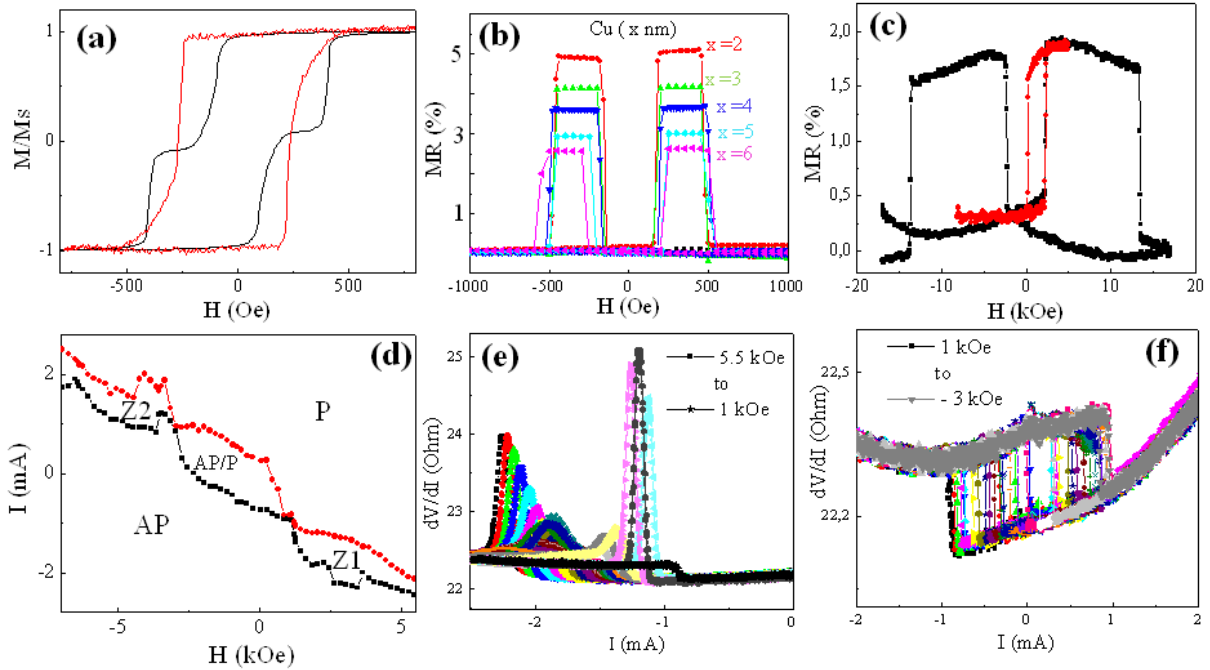 (a)
M/Ms
1
0
-1
-500
0
500
H (Oe)
(b)
Cu ( x nm)
x =2
x =3
x =4
x =5
x =6
MR (%)
5
3
1
-1000
-500
0
500
1000
H (Oe)
(c)
MR (%)
2,0
1,5
1,0
0,5
0,0
-20
-10
0
10
20
H (kOe)
(d)
I (mA)
2
0
-2
Z2
P
AP/P
AP
Z1
-5
0
5
H (kOe)
(e)
5.5 kOe
to
1 kOe
dV/dI (Ohm)
25
24
23
22
-2
-1
0
I (mA)
(f)
1 kOe
to
- 3 kOe
dV/dI (Ohm)
22,5
22,2
-2
-1
0
1
2
I (mA)